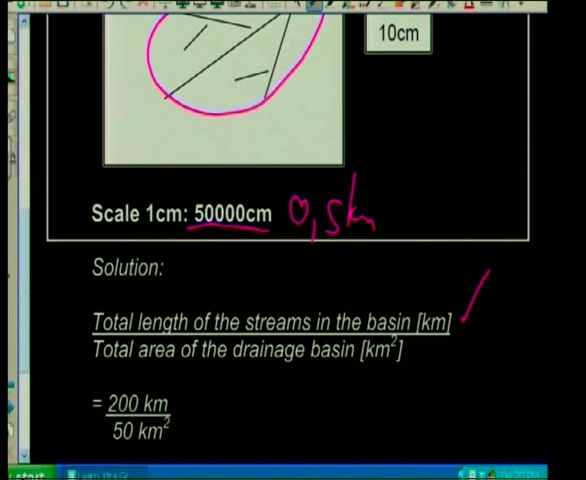 10cm
Scale 1cm: 50000cm 0,5km
Solution:
Total length of the streams in the basin [km]
Total area of the drainage basin [km²]
= 200 km
50 km²
start